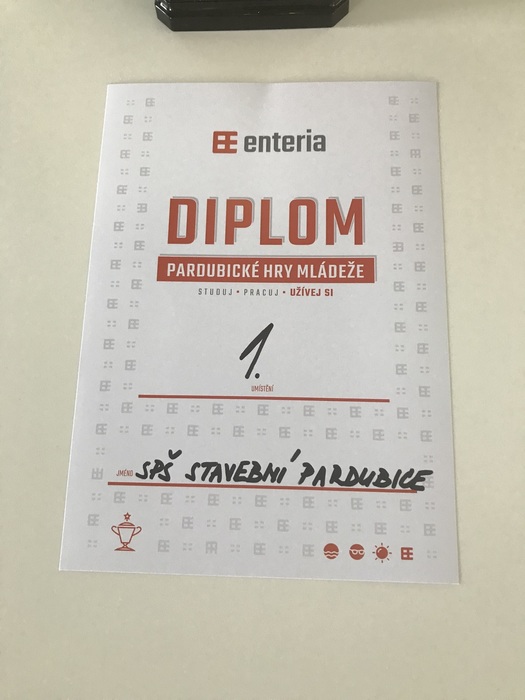 enteria
DIPLOM
PARDUBICKÉ HRY MLÁDEŽE
STUDUJ • PRACUJ • UŽÍVEJ SI
1.
UMÍSTĚNÍ
JMÉNO SPŠ STAVEBNÍ PARDUBICE